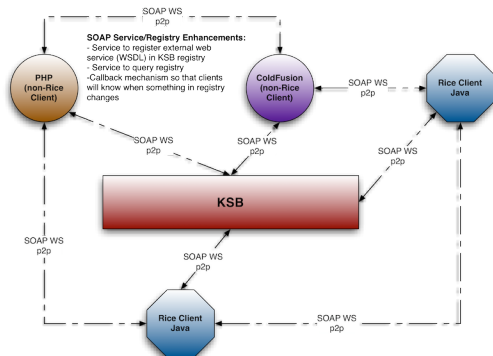 SOAP WS
p2p
SOAP Service/Registry Enhancements:
- Service to register external web
service (WSDL) in KSB registry
- Service to query registry
-Callback mechanism so that clients
will know when something in registry
changes
PHP
(non-Rice
Client)
ColdFusion
(non-Rice
Client)
SOAP WS
p2p
Rice Client
Java
SOAP WS
p2p
SOAP WS
p2p
SOAP WS
p2p
KSB
SOAP WS
p2p
SOAP WS
p2p
Rice Client
Java
SOAP WS
p2p